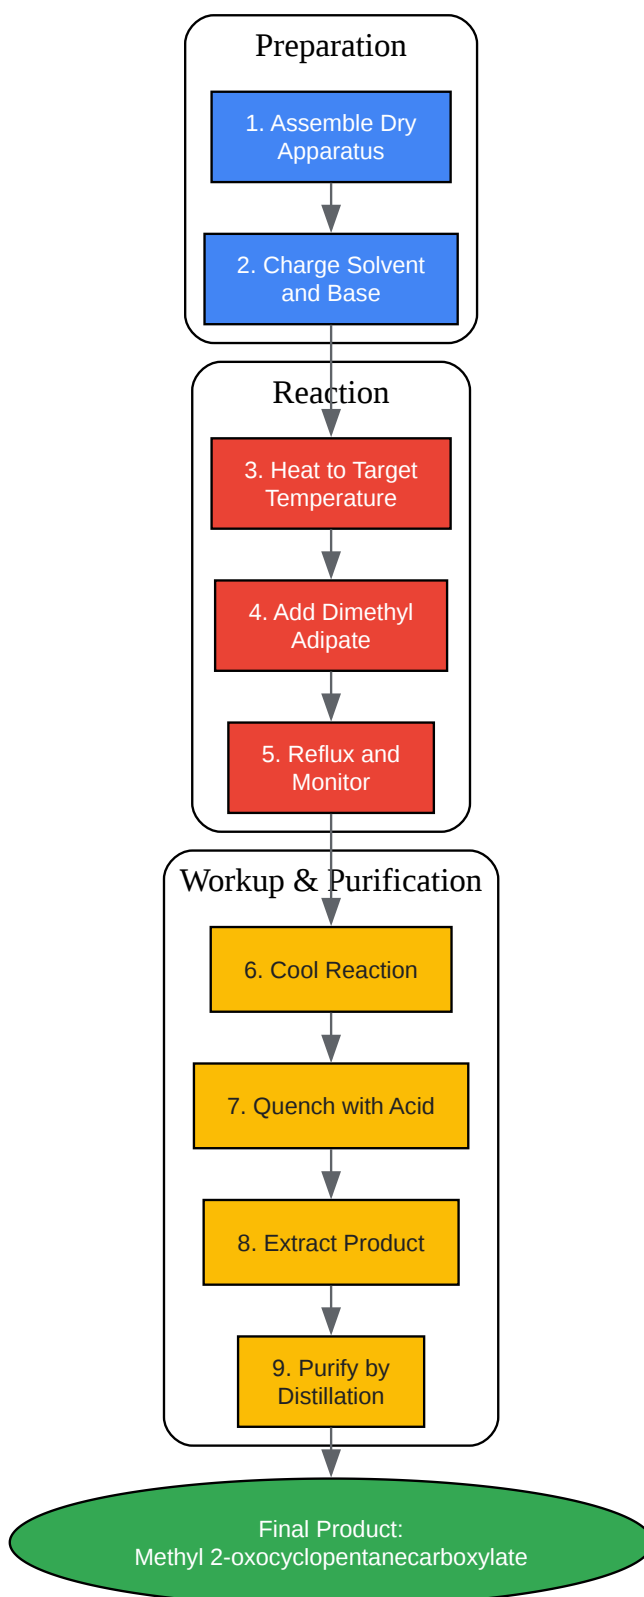 Preparation
1. Assemble Dry
Apparatus
2. Charge Solvent
and Base
Reaction
3. Heat to Target
Temperature
4. Add Dimethyl
Adipate
5. Reflux and
Monitor
Workup & Purification
6. Cool Reaction
7. Quench with Acid
8. Extract Product
9. Purify by
Distillation
Final Product:
Methyl 2-oxocyclopentanecarboxylate